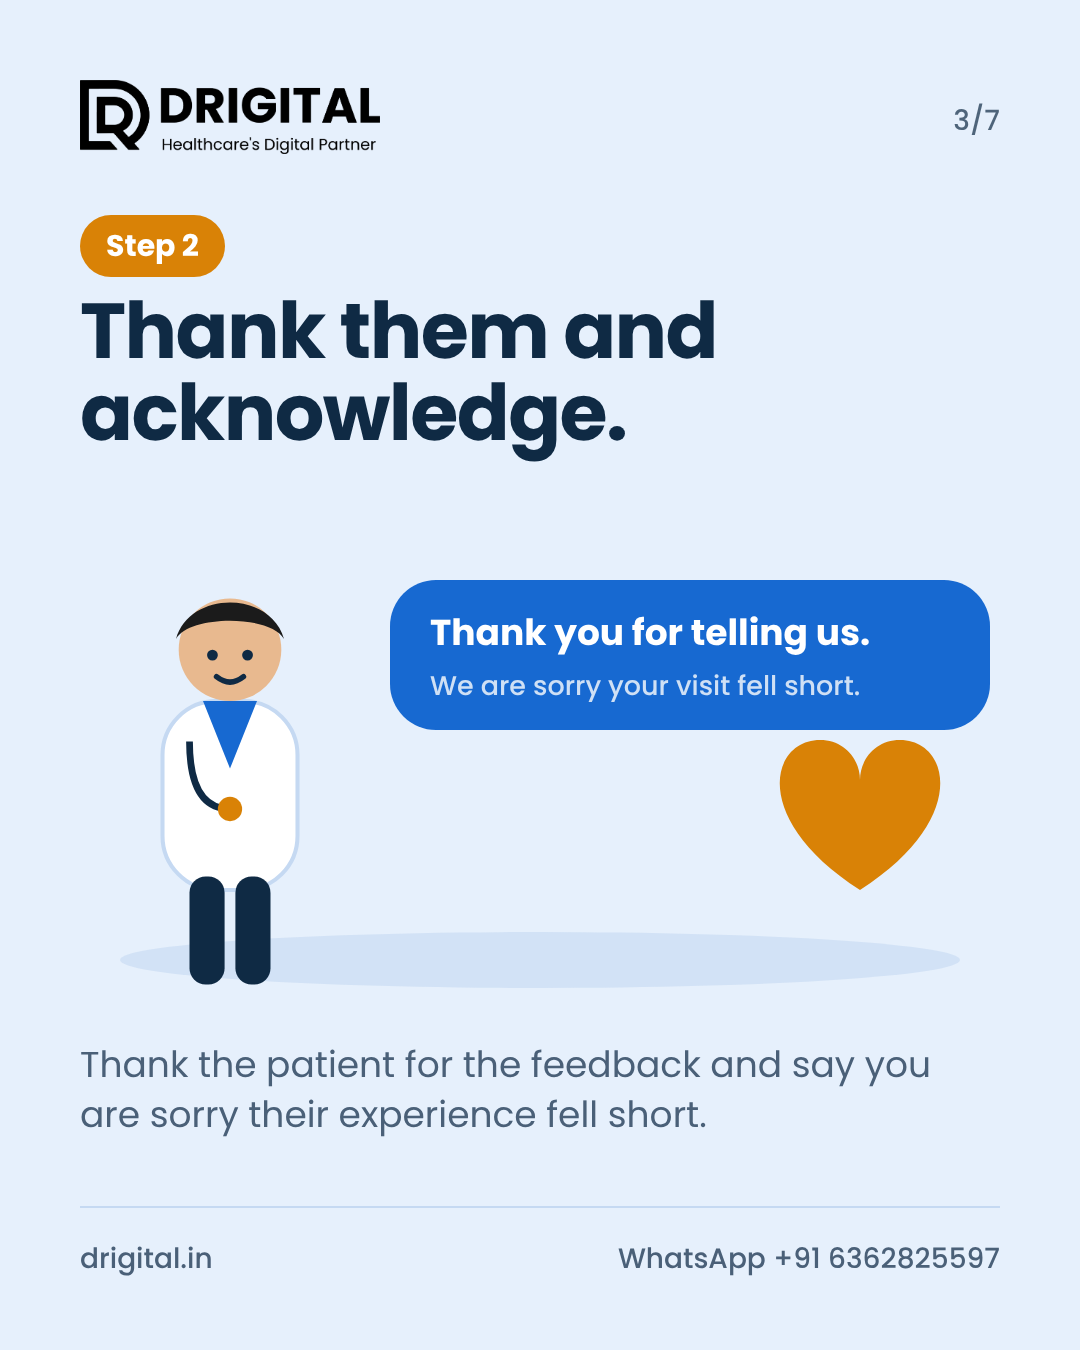 DRIGITAL
Healthcare's Digital Partner
3/7
Step 2
Thank them and
acknowledge.
Thank you for telling us.
We are sorry your visit fell short.
Thank the patient for the feedback and say you
are sorry their experience fell short.
drigital.in
WhatsApp +91 6362825597